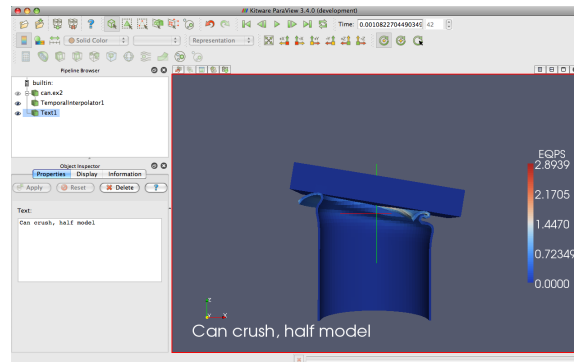 Kitware ParaView 3.4.0 (development)
Time: 0.0010822704490349 42
Solid Color
Representation
Pipeline Browser
builtin:
can.ex2
TemporalInterpolator1
Text1
Object Inspector
Properties Display Information
Apply Reset Delete ?
Text:
Can crush, half model
EQPS
2.8939
2.1705
1.4470
0.72349
0.0000
Can crush, half model